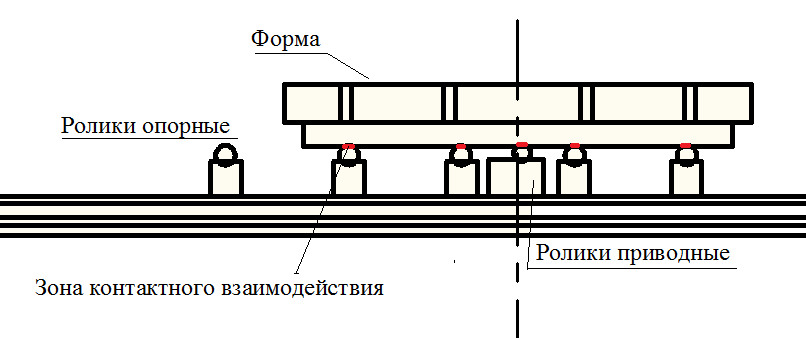 Форма
Ролики опорные
Ролики приводные
Зона контактного взаимодействия